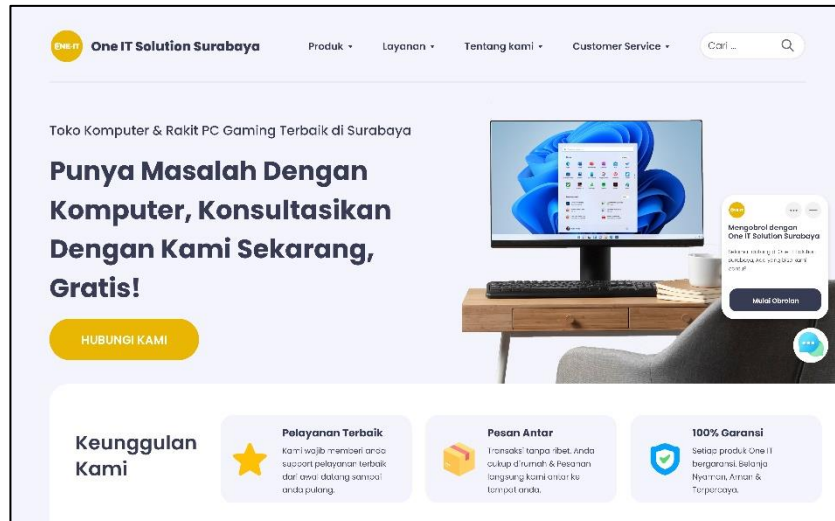 ONE-IT One IT Solution Surabaya
Produk
Layanan
Tentang kami
Customer Service
Cari ...
Toko Komputer & Rakit PC Gaming Terbaik di Surabaya
Punya Masalah Dengan
Komputer, Konsultasikan
Dengan Kami Sekarang,
Gratis!
HUBUNGI KAMI
Mengobrol dengan
One IT Solution Surabaya
Mulai Obrolan
Keunggulan
Kami
Pelayanan Terbaik
Kami wajib memberi anda
support pelayanan terbaik
dari awal datang sampai
anda pulang.
Pesan Antar
Transaksi tanpa ribet. Anda
cukup dirumah & Pesanan
langsung kami antar ke
tempat anda.
100% Garansi
Setiap produk One IT
bergaransi. Belanja
Nyaman, Aman &
Terpercaya.